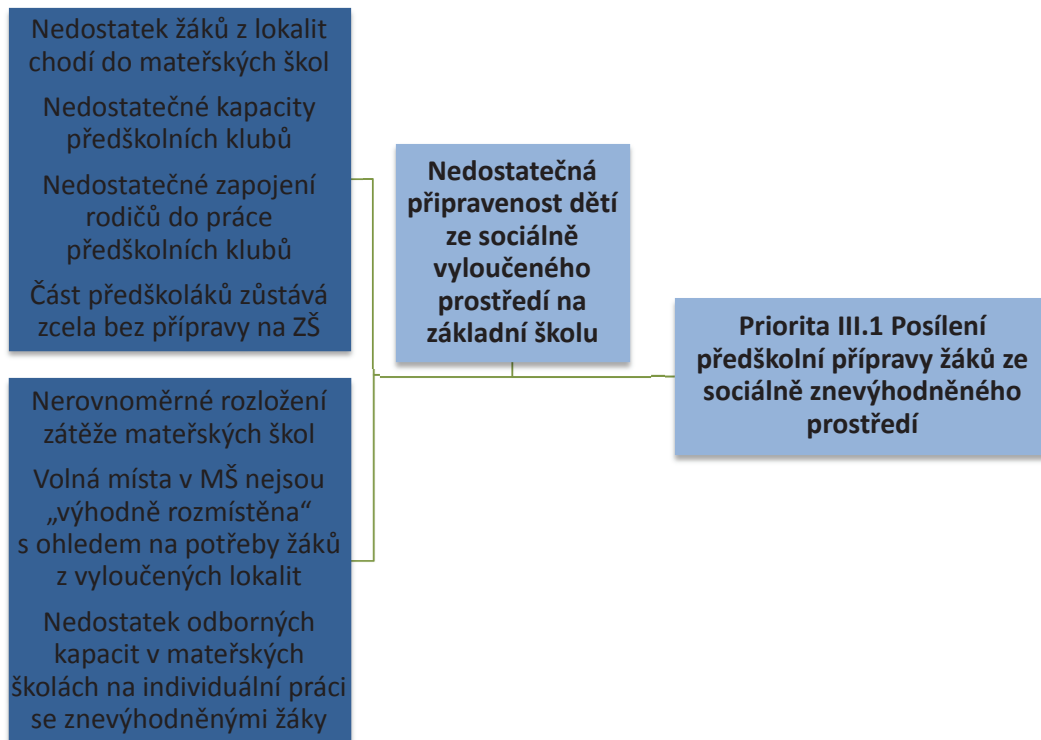 Nedostatek žáků z lokalit
chodí do mateřských škol
Nedostatečné kapacity
předškolních klubů
Nedostatečné zapojení
rodičů do práce
předškolních klubů
Část předškoláků zůstává
zcela bez přípravy na ZŠ
Nerovnoměrné rozložení
zátěže mateřských škol
Volná místa v MŠ nejsou
„výhodně rozmístěna“
s ohledem na potřeby žáků
z vyloučených lokalit
Nedostatek odborných
kapacit v mateřských
školách na individuální práci
se znevýhodněnými žáky
Nedostatečná
připravenost dětí
ze sociálně
vyloučeného
prostředí na
základní školu
Priorita III.1 Posílení
předškolní přípravy žáků ze
sociálně znevýhodněného
prostředí